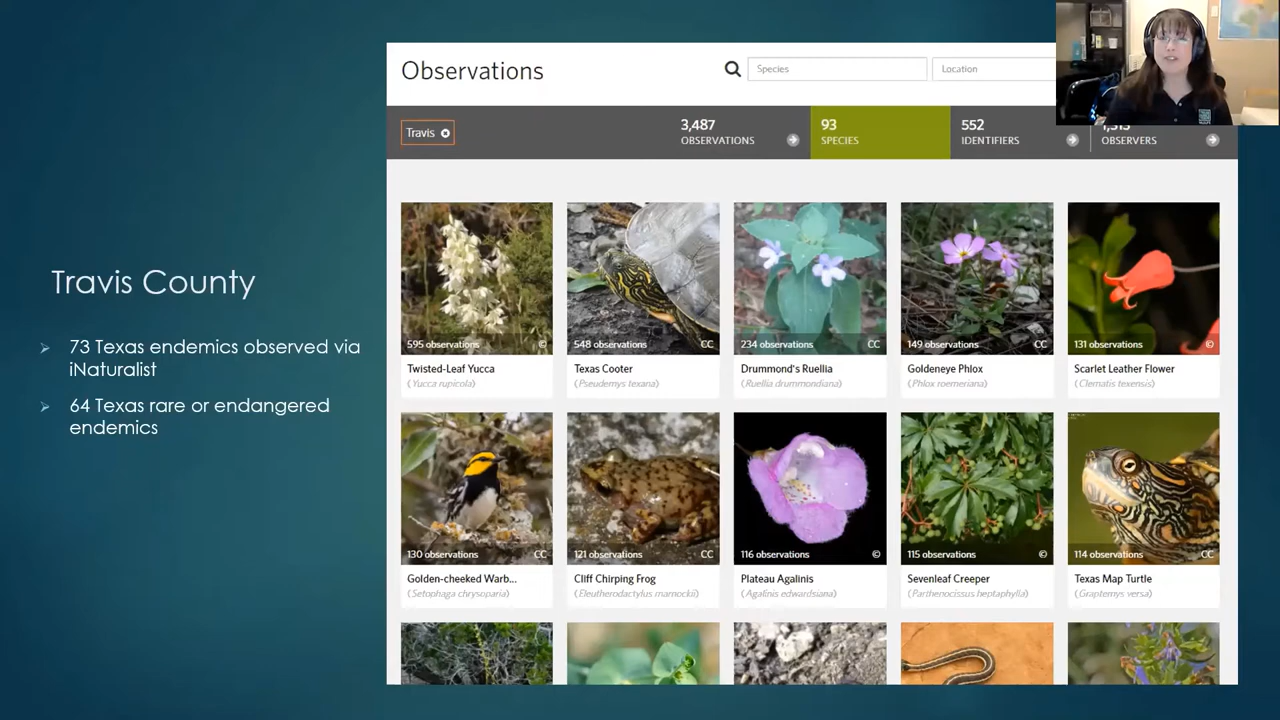 Observations
Species
Location
Travis
3,487
OBSERVATIONS
93
SPECIES
552
IDENTIFIERS
OBSERVERS
Travis County
73 Texas endemics observed via
iNaturalist
64 Texas rare or endangered
endemics
595 observations ©
Twisted-Leaf Yucca
(Yucca rupicola)
548 observations CC
Texas Cooter
(Pseudemys texana)
234 observations CC
Drummond's Ruellia
(Ruellia drummondiana)
149 observations CC
Goldeneye Phlox
(Phlox roemeriana)
131 observations ©
Scarlet Leather Flower
(Clematis texensis)
130 observations CC
Golden-cheeked Warb...
(Setophaga chrysoparia)
121 observations CC
Cliff Chirping Frog
(Eleutherodactylus marnockii)
116 observations ©
Plateau Agalinis
(Agalinis edwardsiana)
115 observations ©
Sevenleaf Creeper
(Parthenocissus heptaphylla)
114 observations CC
Texas Map Turtle
(Graptemys versa)